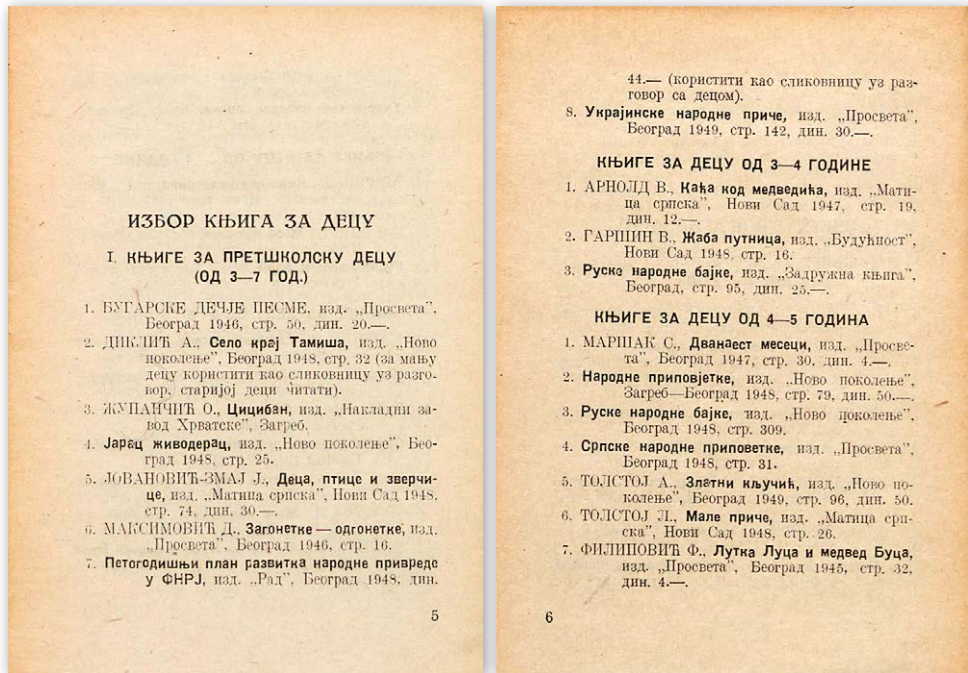 ИЗБОР КЊИГА ЗА ДЕЦУ
I. КЊИГЕ ЗА ПРЕТШКОЛСКУ ДЕЦУ
(ОД 3—7 ГОД.)
1. БУГАРСКЕ ДЕЧЈЕ ПЕСМЕ, изд. „Просвета",
Београд 1946, стр. 50, дин. 20.—.
2. ДИКЛИЋ А., Село крај Тамиша, изд. „Ново
поколење", Београд 1948, стр. 32 (за мању
децу користити као сликовницу уз разго-
вор, старијој деци читати).
3. ЖУПАНЧИЋ О., Цицибан, изд. „Накладни за-
вод Хрватске", Загреб.
4. Јарац живодерац, изд. „Ново поколење", Бео-
град 1948, стр. 25.
5. ЈОВАНОВИЋ-ЗМАЈ Ј., Деца, птице и зверчи-
це, изд. „Матица српска", Нови Сад 1948,
стр. 74, дин. 30.—.
6. МАКСИМОВИЋ Д., Загонетке — одгонетке, изд.
„Просвета", Београд 1946, стр. 16.
7. Петогодишњи план развитка народне привреде
у ФНРЈ, изд. „Рад", Београд 1948, дин.
5
44.— (користити као сликовницу уз раз-
говор са децом).
8. Украјинске народне приче, изд. „Просвета",
Београд 1949, стр. 142, дин. 30.—.
КЊИГЕ ЗА ДЕЦУ ОД 3—4 ГОДИНЕ
1. АРНОЛД В., Каћа код медведића, изд. „Мати-
ца српска", Нови Сад 1947, стр. 19,
дин. 12.—.
2. ГАРШИН В., Жаба путница, изд. „Будућност",
Нови Сад 1948, стр. 16.
3. Руске народне бајке, изд. „Задружна књига",
Београд, стр. 95, дин. 25.—.
КЊИГЕ ЗА ДЕЦУ ОД 4—5 ГОДИНА
1. МАРШАК С., Дванаест месеци, изд. „Просве-
та", Београд 1947, стр. 30, дин. 4.—.
2. Народне приповјетке, изд. „Ново поколење",
Загреб—Београд 1948, стр. 79, дин. 50.—.
3. Руске народне бајке, изд. „Ново поколење",
Београд 1948, стр. 309.
4. Српске народне приповетке, изд. „Просвета",
Београд 1948, стр. 31.
5. ТОЛСТОЈ А., Златни кључић, изд. „Ново по-
колење", Београд 1949, стр. 96, дин. 50.
6. ТОЛСТОЈ Л., Мале приче, изд. „Матица срп-
ска", Нови Сад 1948, стр. 26.
7. ФИЛИПОВИЋ Ф., Лутка Луца и медвед Буца,
изд. „Просвета", Београд 1945, стр. 32,
дин. 4.—.
6